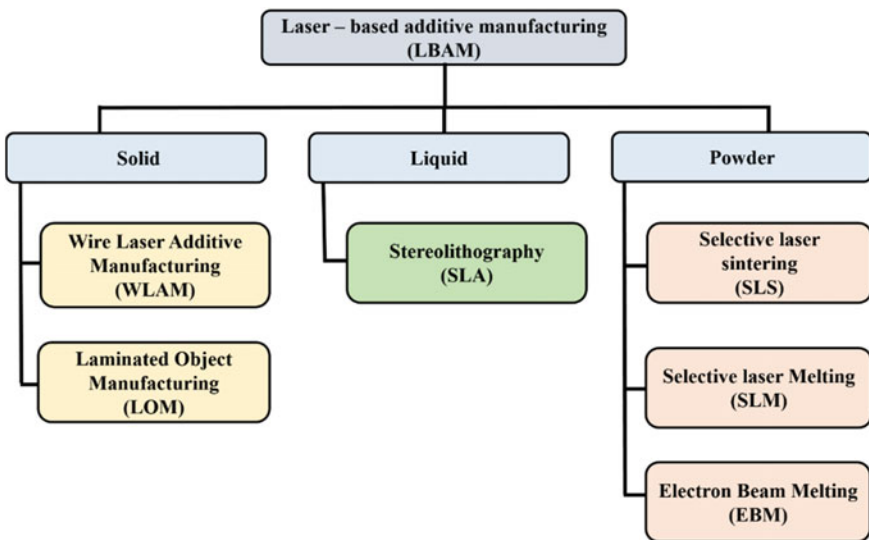 Laser – based additive manufacturing
(LBAM)
Solid
Liquid
Powder
Wire Laser Additive
Manufacturing
(WLAM)
Laminated Object
Manufacturing
(LOM)
Stereolithography
(SLA)
Selective laser
sintering
(SLS)
Selective laser Melting
(SLM)
Electron Beam Melting
(EBM)